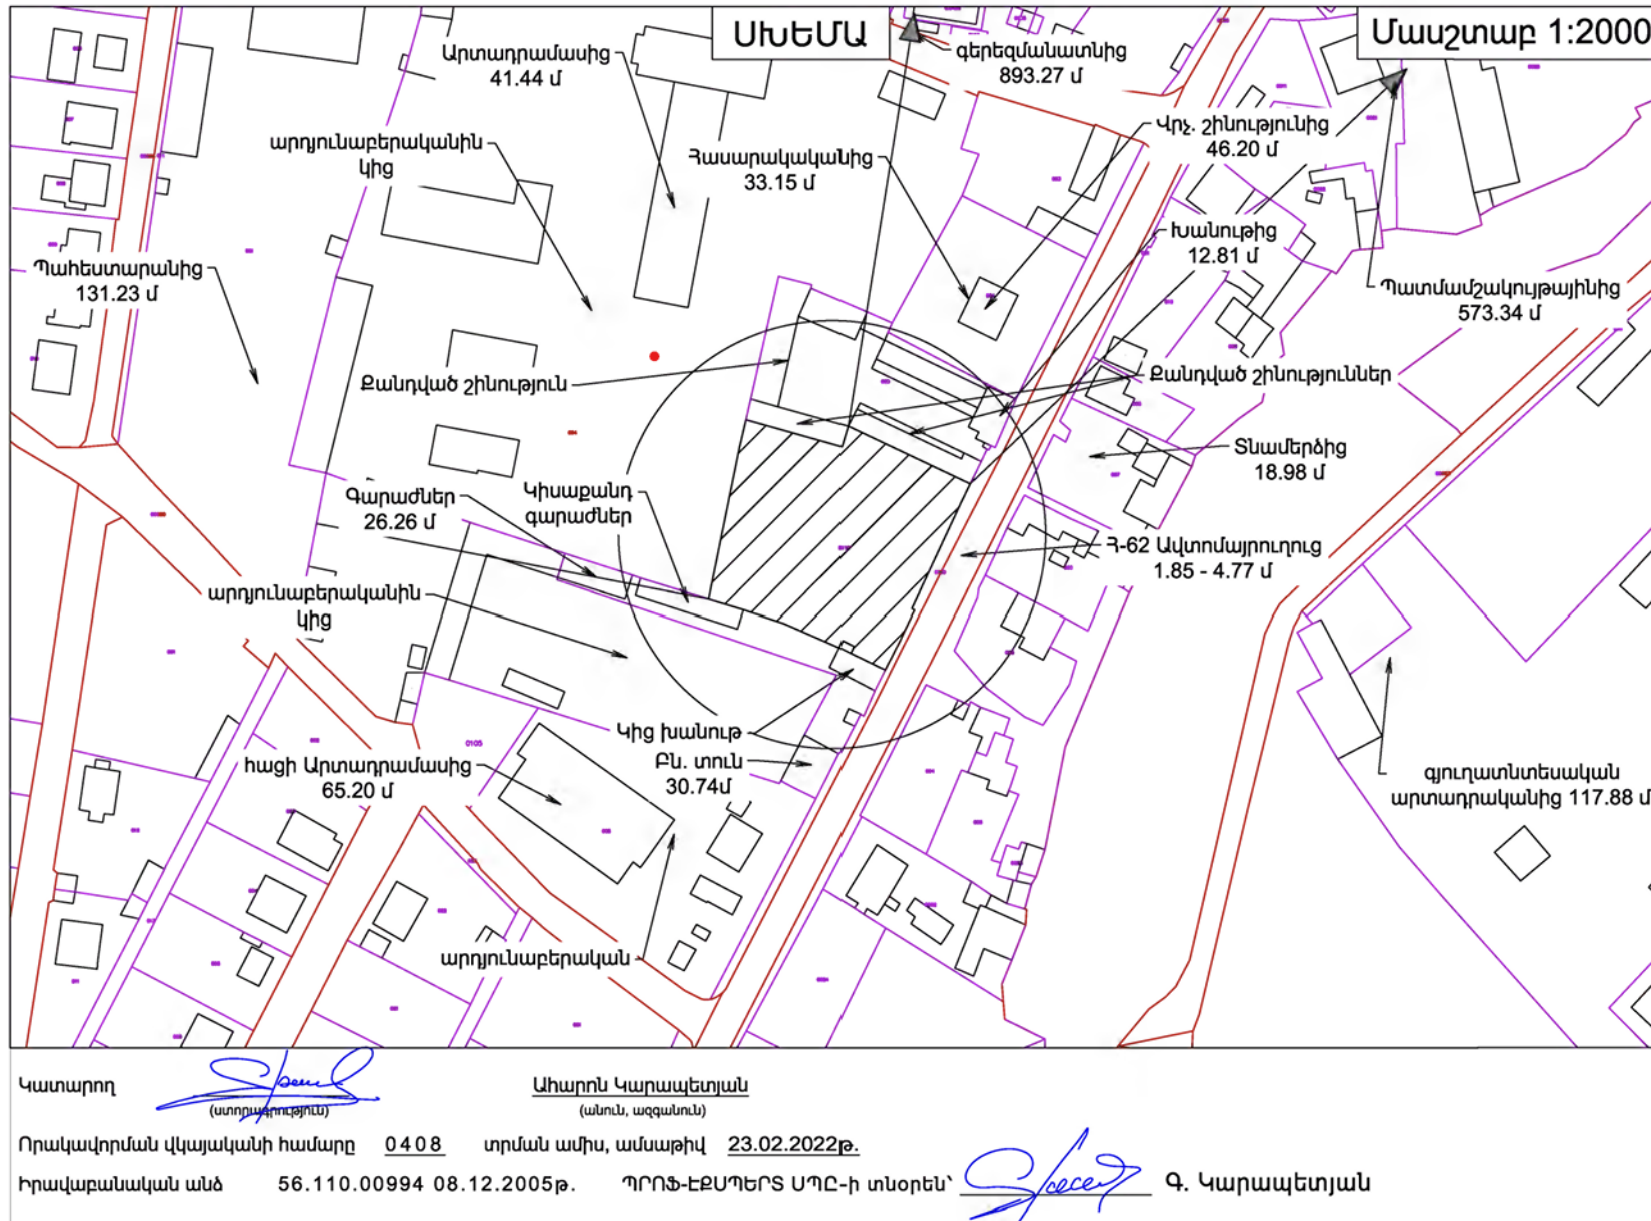 ՍԽԵՄԱ
Մասշտաբ 1:2000
Արտադրամասից
41.44 մ
գերեզմանատնից
893.27 մ
արդյունաբերականին
կից
Հասարակականից
33.15 մ
Վրչ. շինությունից
46.20 մ
Խանութից
12.81 մ
Պահեստարանից
131.23 մ
Պատմամշակույթայինից
573.34 մ
Քանդված շինություն
Քանդված շինություններ
Տնամերձից
18.98 մ
Գարաժներ
26.26 մ
Կիսաքանդ
գարաժներ
Հ-62 Ավտոմայրուղուց
1.85 - 4.77 մ
արդյունաբերականին
կից
Կից խանութ
Բն. տուն
30.74մ
0105
հացի Արտադրամասից
65.20 մ
գյուղատնտեսական
արտադրականից 117.88 մ
արդյունաբերական
Կատարող
Ահարոն Կարապետյան
(ստորագրություն)
(անուն, ազգանուն)
Որակավորման վկայականի համարը 0408 տրման ամիս, ամսաթիվ 23.02.2022թ.
Իրավաբանական անձ 56.110.00994 08.12.2005թ. ՊՐՈՖ-ԷՔՍՊԵՐՏ ՍՊԸ-ի տնօրեն՝ Գ. Կարապետյան